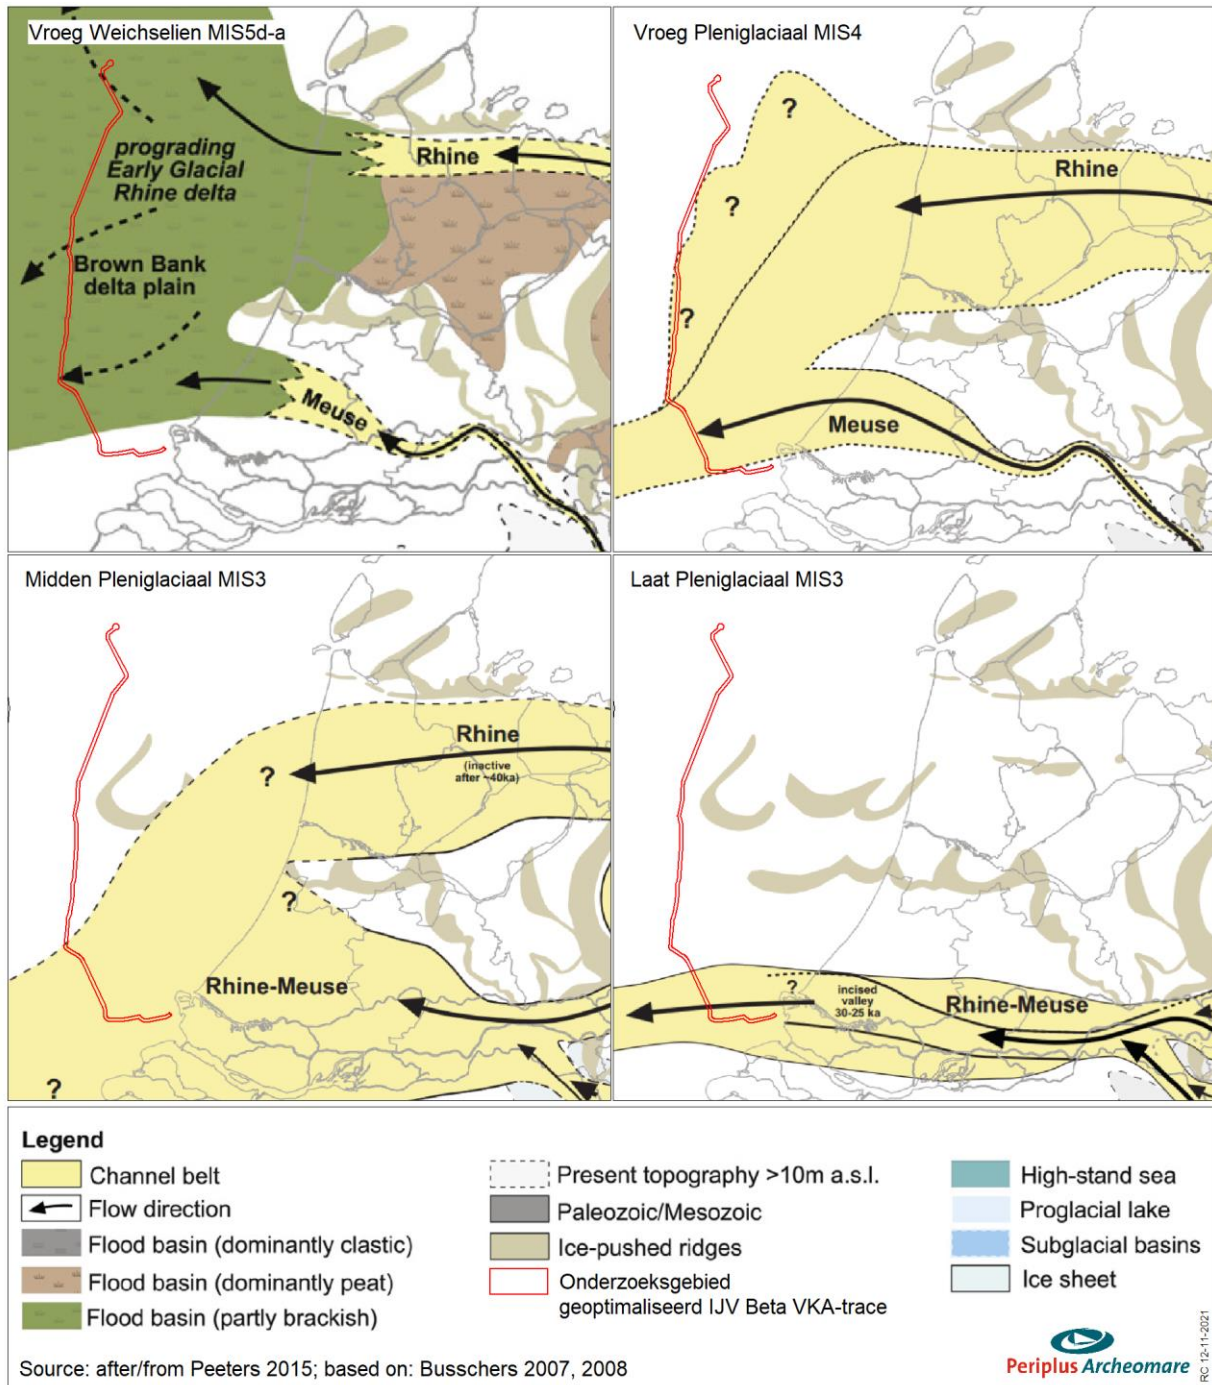 Vroeg Weichselien MIS5d-a
Rhine
prograding
Early Glacial
Rhine delta
Brown Bank
delta plain
Meuse
Vroeg Pleniglaciaal MIS4
?
Rhine
?
?
Meuse
Midden Pleniglaciaal MIS3
Rhine
(inactive
after ~40ka)
?
?
Rhine-Meuse
?
Laat Pleniglaciaal MIS3
?
incised
valley
30-25 ka
Rhine-Meuse
Legend
Channel belt
Flow direction
Flood basin (dominantly clastic)
Flood basin (dominantly peat)
Flood basin (partly brackish)
Present topography >10m a.s.l.
Paleozoic/Mesozoic
Ice-pushed ridges
Onderzoeksgebied
geoptimaliseerd IJV Beta VKA-trace
High-stand sea
Proglacial lake
Subglacial basins
Ice sheet
Source: after/from Peeters 2015; based on: Busschers 2007, 2008
Periplus Archeomare
RC 12-11-2021